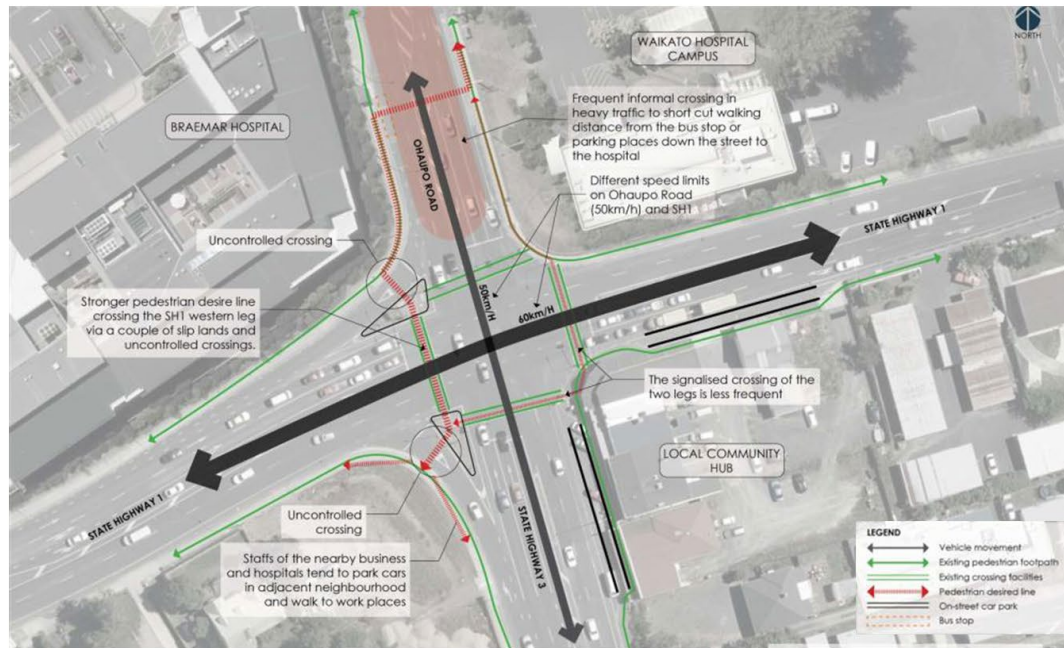 NORTH
WAIKATO HOSPITAL
CAMPUS
BRAEMAR HOSPITAL
Frequent informal crossing in
heavy traffic to short cut walking
distance from the bus stop or
parking places down the street to
the hospital
OHAUPO ROAD
Different speed limits
on Ohaupo Road
(50km/h) and SH1
STATE HIGHWAY 1
Uncontrolled crossing
50km/H
60km/H
Stronger pedestrian desire line
crossing the SH1 western leg
via a couple of slip lands and
uncontrolled crossings.
The signalised crossing of the
two legs is less frequent
LOCAL COMMUNITY
HUB
STATE HIGHWAY 1
Uncontrolled
crossing
STATE HIGHWAY 3
Staffs of the nearby business
and hospitals tend to park cars
in adjacent neighbourhood
and walk to work places
LEGEND
Vehicle movement
Existing pedestrian footpath
Existing crossing facilities
Pedestrian desired line
On-street car park
Bus stop